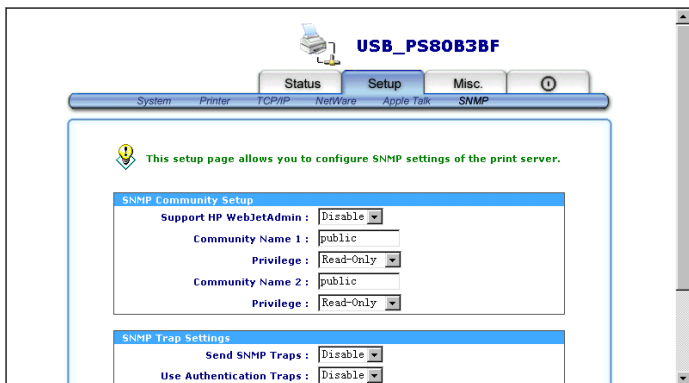 USB_PS80B3BF
Status Setup Misc.
System Printer TCP/IP NetWare Apple Talk SNMP
This setup page allows you to configure SNMP settings of the print server.
SNMP Community Setup
Support HP WebJetAdmin : Disable
Community Name 1 : public
Privilege : Read-Only
Community Name 2 : public
Privilege : Read-Only
SNMP Trap Settings
Send SNMP Traps : Disable
Use Authentication Traps : Disable